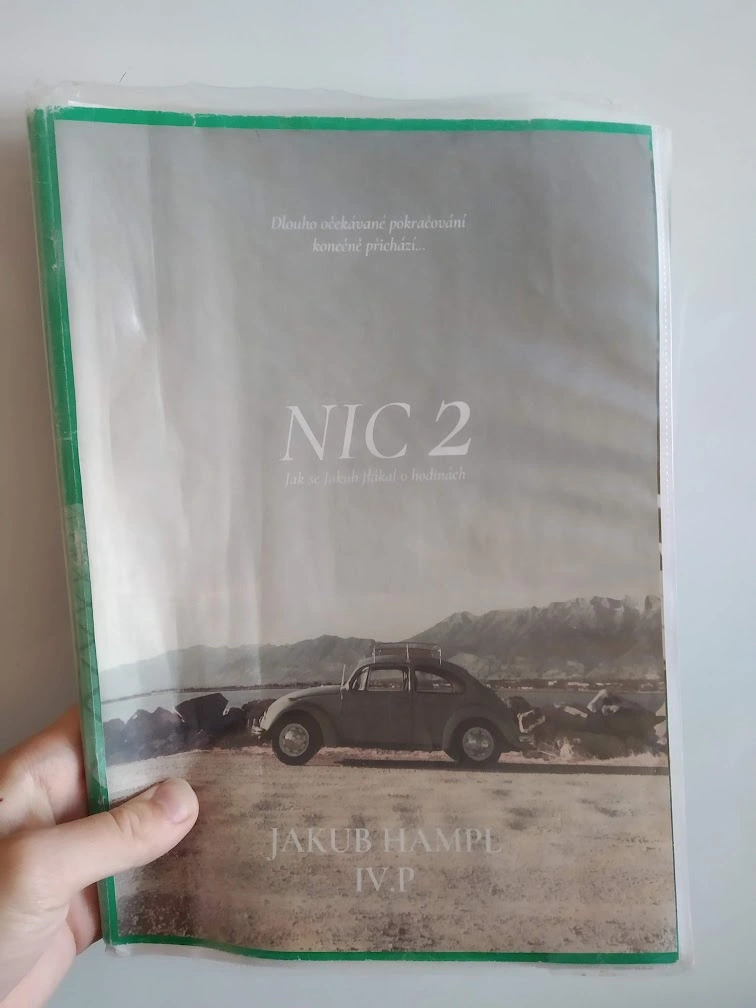 Dlouho očekávané pokračování
konečně přichází...
NIC 2
Jak se Jakub flákal v hodinách
JAKUB HAMPL
IV.P